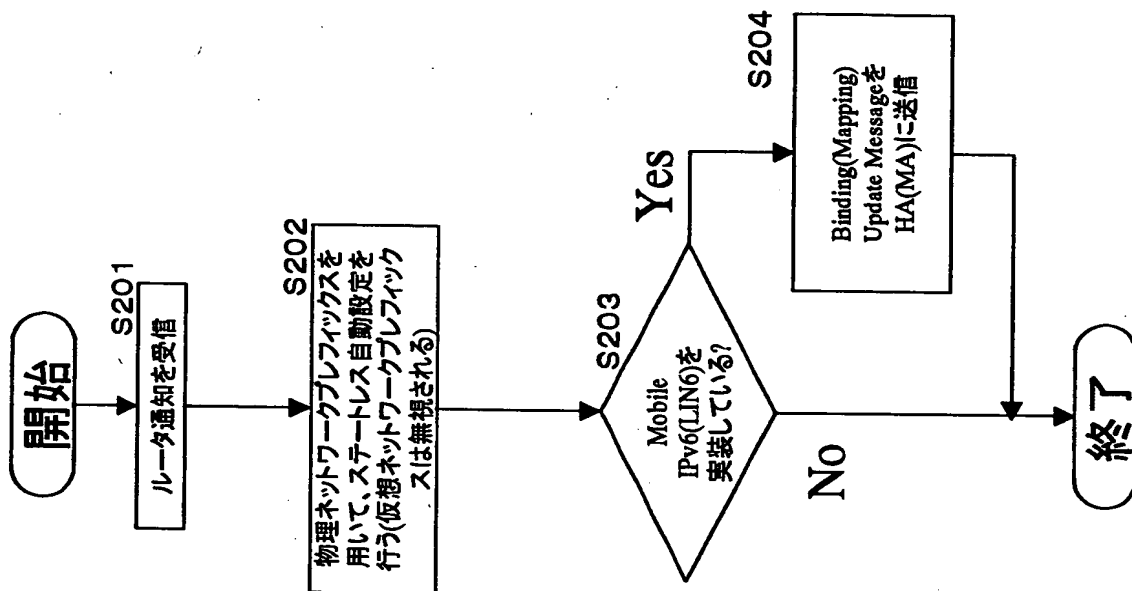 開始
S201
ルータ通知を受信
S202
物理ネットワークプレフィックスを
用いて、ステートレス自動設定を
行う(仮想ネットワークプレフィック
スは無視される)
S203
Mobile
IPv6(LIN6)を
実装している?
Yes
S204
Binding(Mapping)
Update Messageを
HA(MA)に送信
No
終了